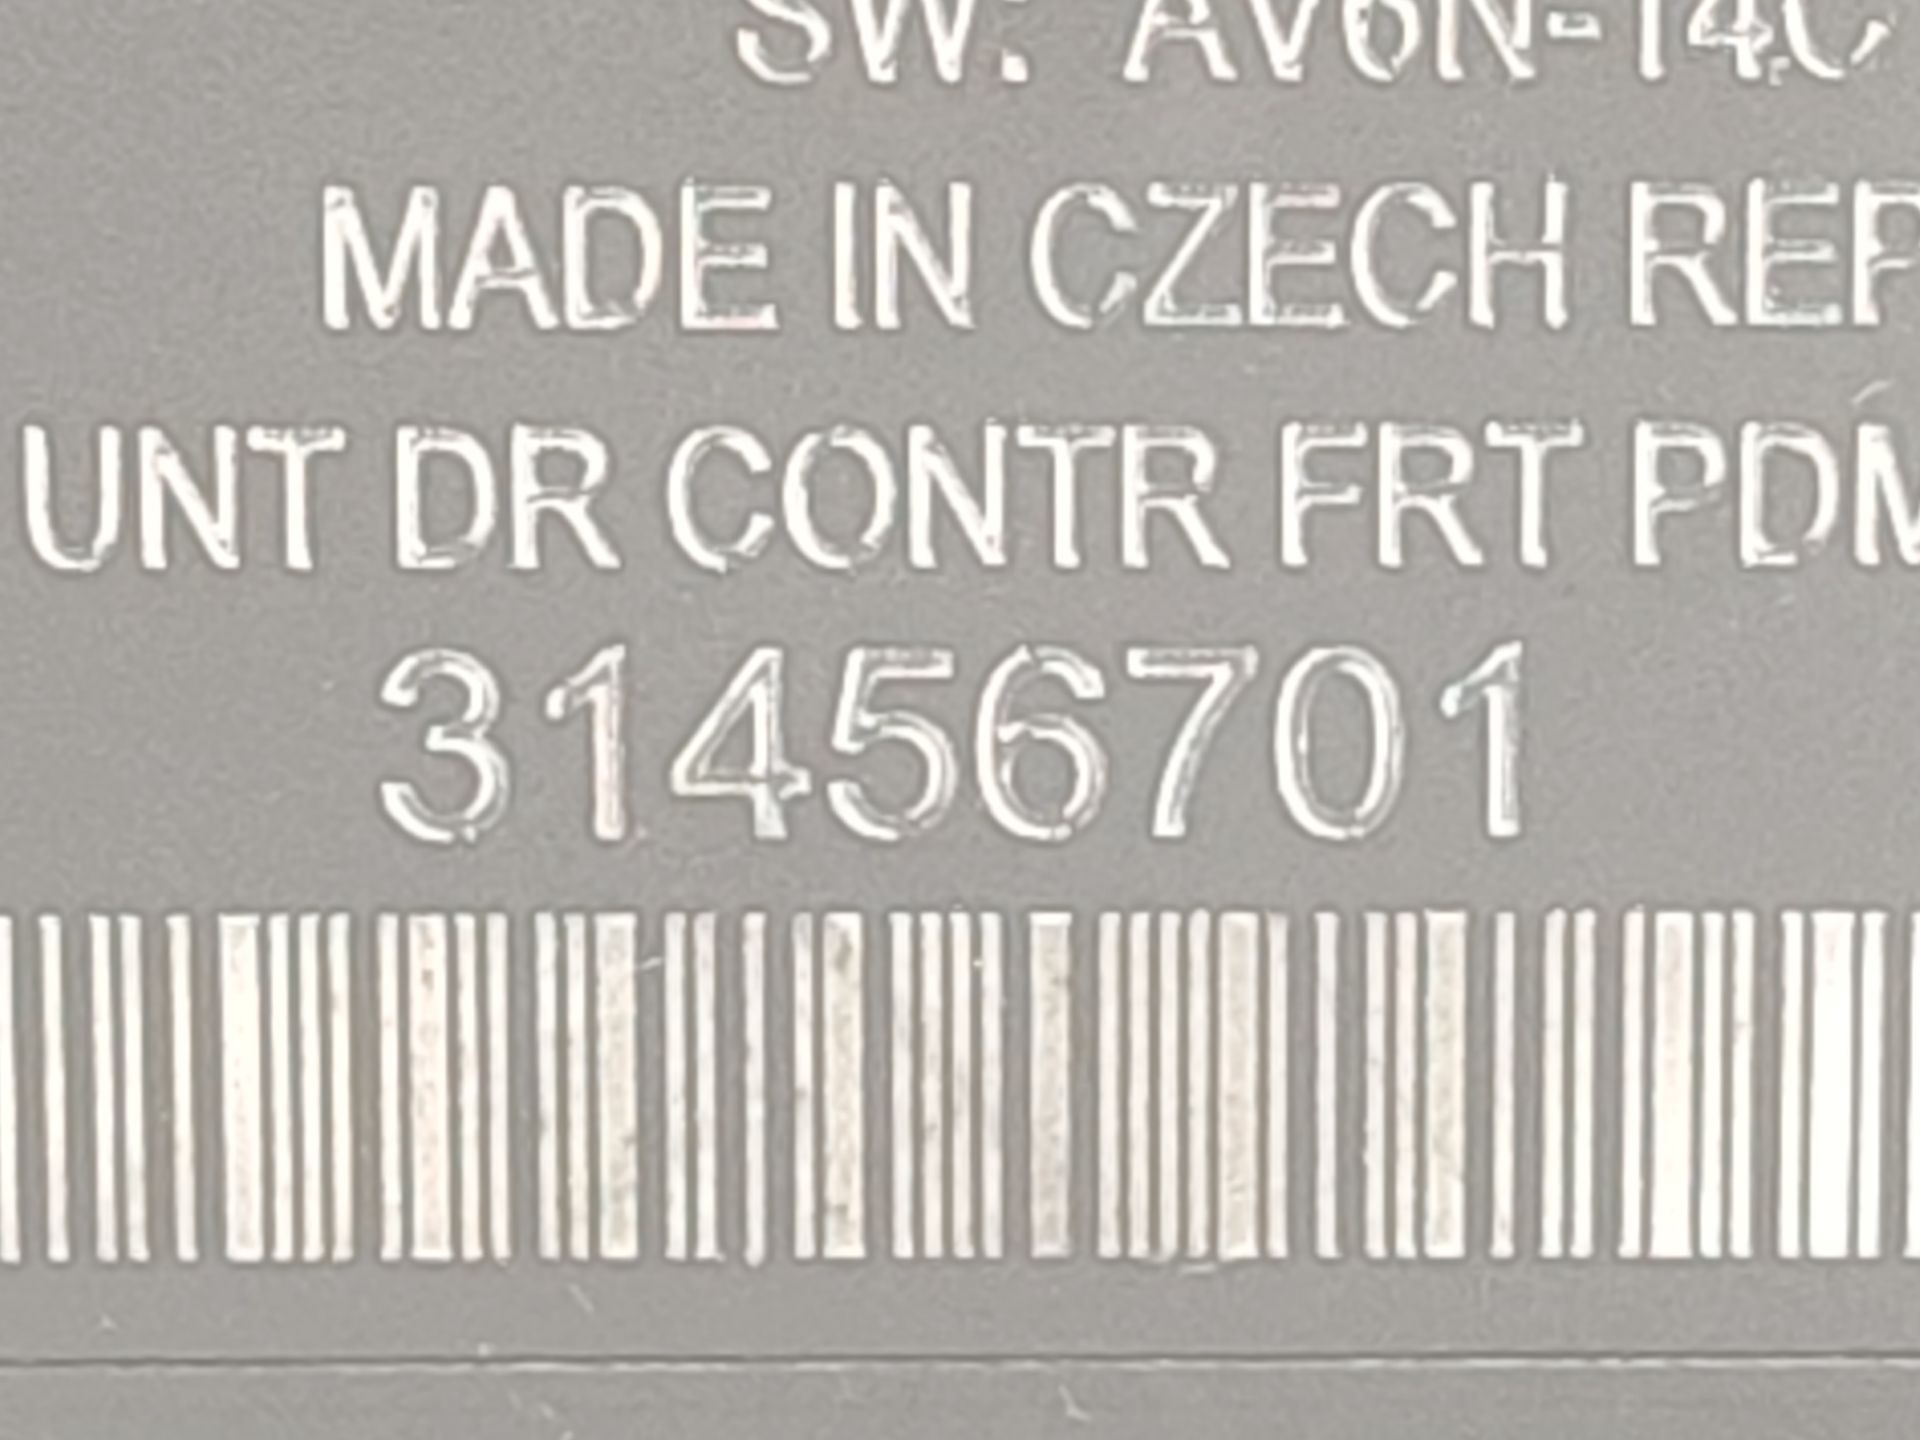 SW: AV6N-14C
MADE IN CZECH REP
UNT DR CONTR FRT PDM
31456701